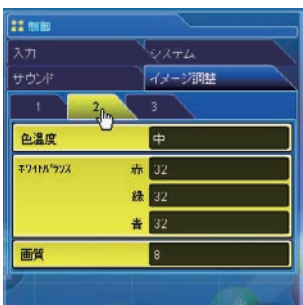 制御
入力 システム
サウンド イメージ調整
1 2 3
色温度 中
ﾎﾜｲﾄﾊﾞﾗﾝｽ 赤 32
緑 32
青 32
画質 8